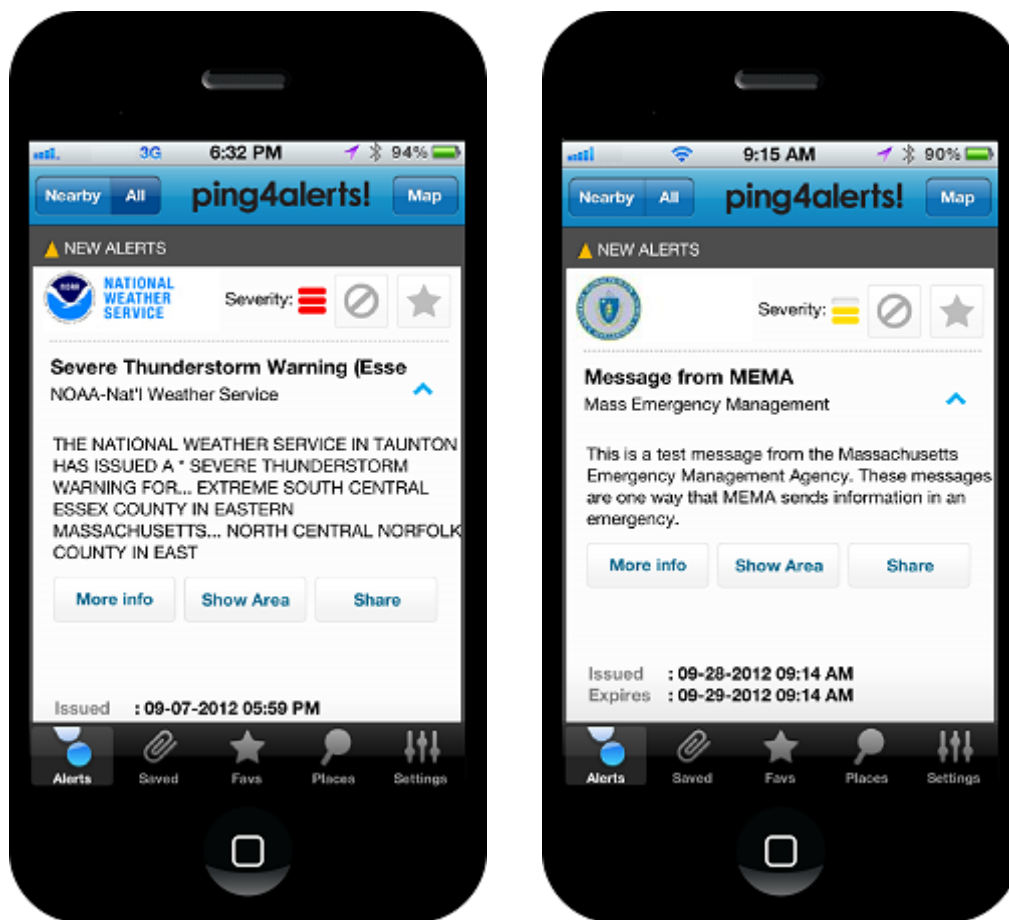 3G 6:32 PM 94%
Nearby All ping4alerts! Map
NEW ALERTS
NOAA
NATIONAL
WEATHER
SERVICE
Severity:
Severe Thunderstorm Warning (Esse
NOAA-Nat'l Weather Service
THE NATIONAL WEATHER SERVICE IN TAUNTON
HAS ISSUED A * SEVERE THUNDERSTORM
WARNING FOR... EXTREME SOUTH CENTRAL
ESSEX COUNTY IN EASTERN
MASSACHUSETTS... NORTH CENTRAL NORFOLK
COUNTY IN EAST
More info Show Area Share
Issued : 09-07-2012 05:59 PM
Alerts Saved Favs Places Settings
9:15 AM 90%
Nearby All ping4alerts! Map
NEW ALERTS
Severity:
Message from MEMA
Mass Emergency Management
This is a test message from the Massachusetts
Emergency Management Agency. These messages
are one way that MEMA sends information in an
emergency.
More info Show Area Share
Issued : 09-28-2012 09:14 AM
Expires : 09-29-2012 09:14 AM
Alerts Saved Favs Places Settings